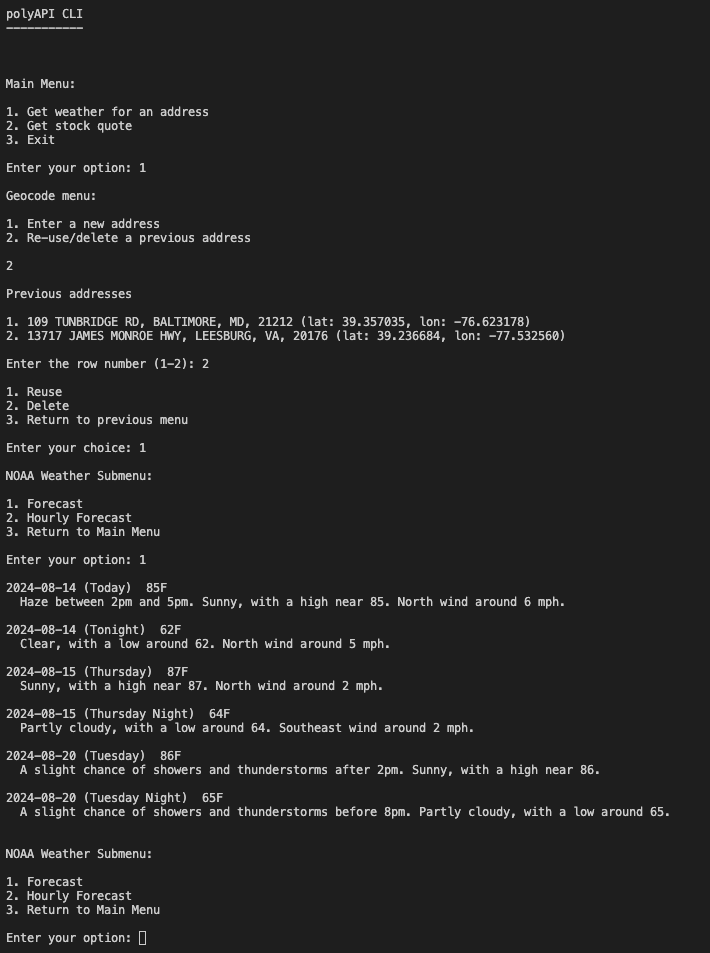 polyAPI CLI
-----------
Main Menu:
1. Get weather for an address
2. Get stock quote
3. Exit
Enter your option: 1
Geocode menu:
1. Enter a new address
2. Re-use/delete a previous address
2
Previous addresses
1. 109 TUNBRIDGE RD, BALTIMORE, MD, 21212 (lat: 39.357035, lon: -76.623178)
2. 13717 JAMES MONROE HWY, LEESBURG, VA, 20176 (lat: 39.236684, lon: -77.532560)
Enter the row number (1-2): 2
1. Reuse
2. Delete
3. Return to previous menu
Enter your choice: 1
NOAA Weather Submenu:
1. Forecast
2. Hourly Forecast
3. Return to Main Menu
Enter your option: 1
2024-08-14 (Today)  85F
  Haze between 2pm and 5pm. Sunny, with a high near 85. North wind around 6 mph.
2024-08-14 (Tonight)  62F
  Clear, with a low around 62. North wind around 5 mph.
2024-08-15 (Thursday)  87F
  Sunny, with a high near 87. North wind around 2 mph.
2024-08-15 (Thursday Night)  64F
  Partly cloudy, with a low around 64. Southeast wind around 2 mph.
2024-08-20 (Tuesday)  86F
  A slight chance of showers and thunderstorms after 2pm. Sunny, with a high near 86.
2024-08-20 (Tuesday Night)  65F
  A slight chance of showers and thunderstorms before 8pm. Partly cloudy, with a low around 65.
NOAA Weather Submenu:
1. Forecast
2. Hourly Forecast
3. Return to Main Menu
Enter your option: